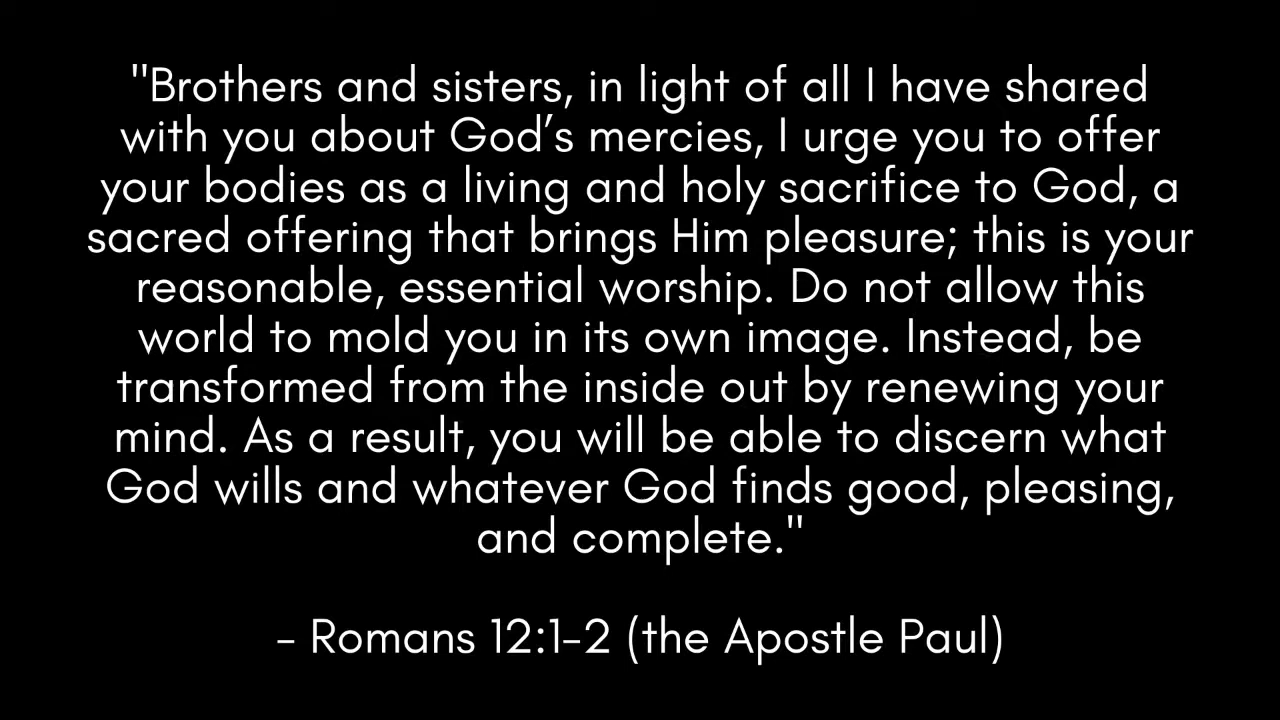 "Brothers and sisters, in light of all I have shared
with you about God’s mercies, I urge you to offer
your bodies as a living and holy sacrifice to God, a
sacred offering that brings Him pleasure; this is your
reasonable, essential worship. Do not allow this
world to mold you in its own image. Instead, be
transformed from the inside out by renewing your
mind. As a result, you will be able to discern what
God wills and whatever God finds good, pleasing,
and complete."
- Romans 12:1-2 (the Apostle Paul)